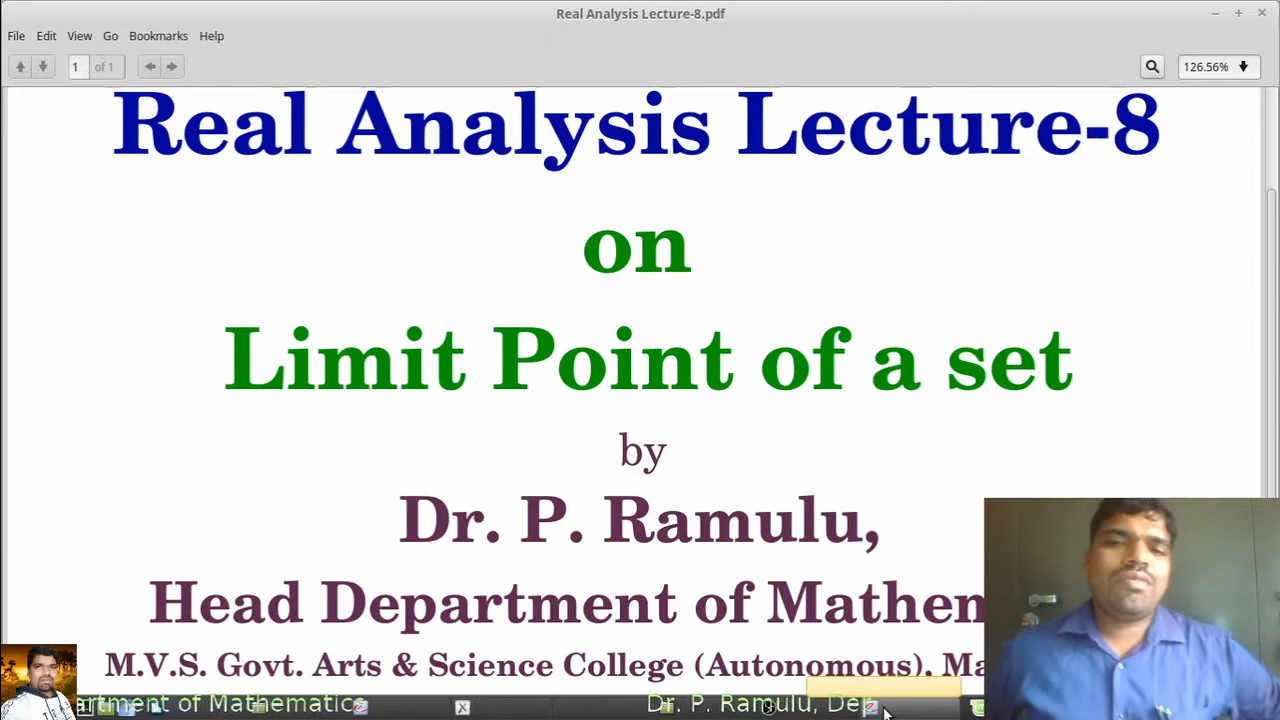 Real Analysis Lecture-8.pdf
File Edit View Go Bookmarks Help
1 of 1 126.56%
Real Analysis Lecture-8
on
Limit Point of a set
by
Dr. P. Ramulu,
Head Department of Mathem
M.V.S. Govt. Arts & Science College (Autonomous), Ma
artment of Mathematics Dr. P. Ramulu, Dep